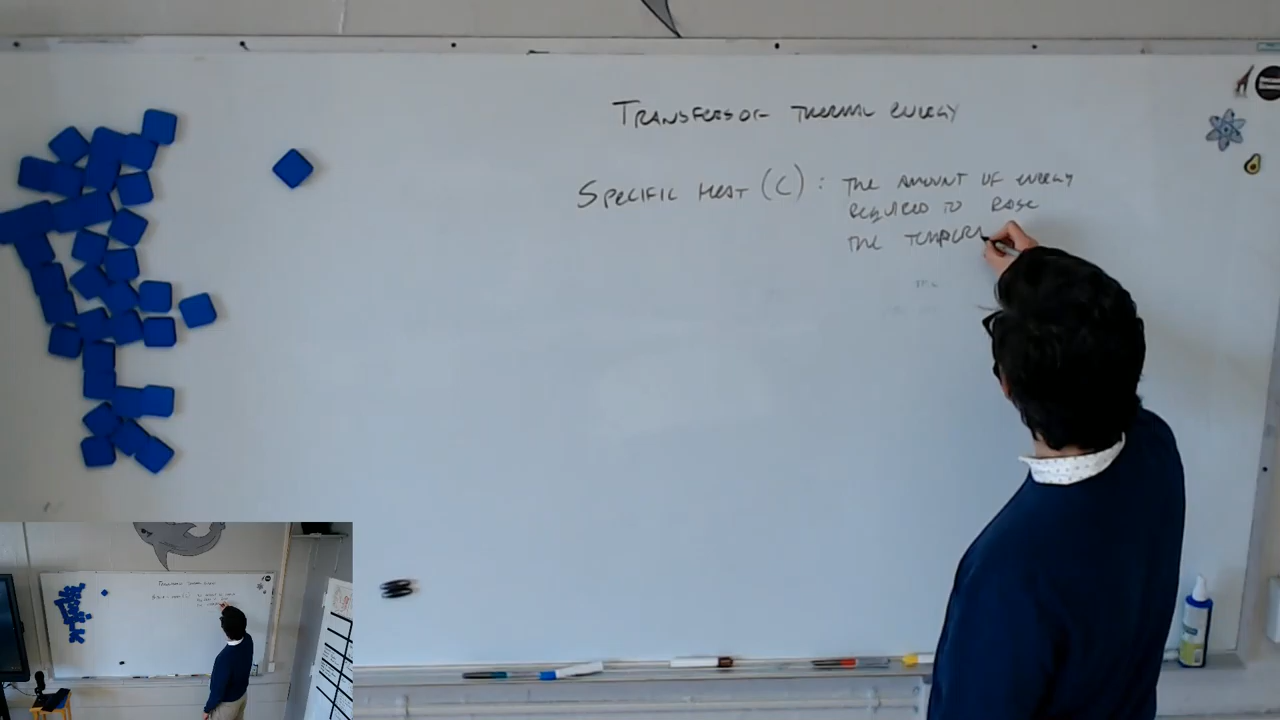 TRANSFERS OF THERMAL ENERGY
SPECIFIC HEAT (C) : THE AMOUNT OF ENERGY
REQUIRED TO RAISE
THE TEMPERA